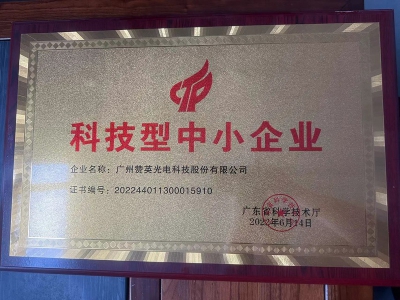 科技型中小企业
企业名称：广州赞英光电科技股份有限公司
证书编号：202244011300015910
广东省科学技术厅
2022年6月14日